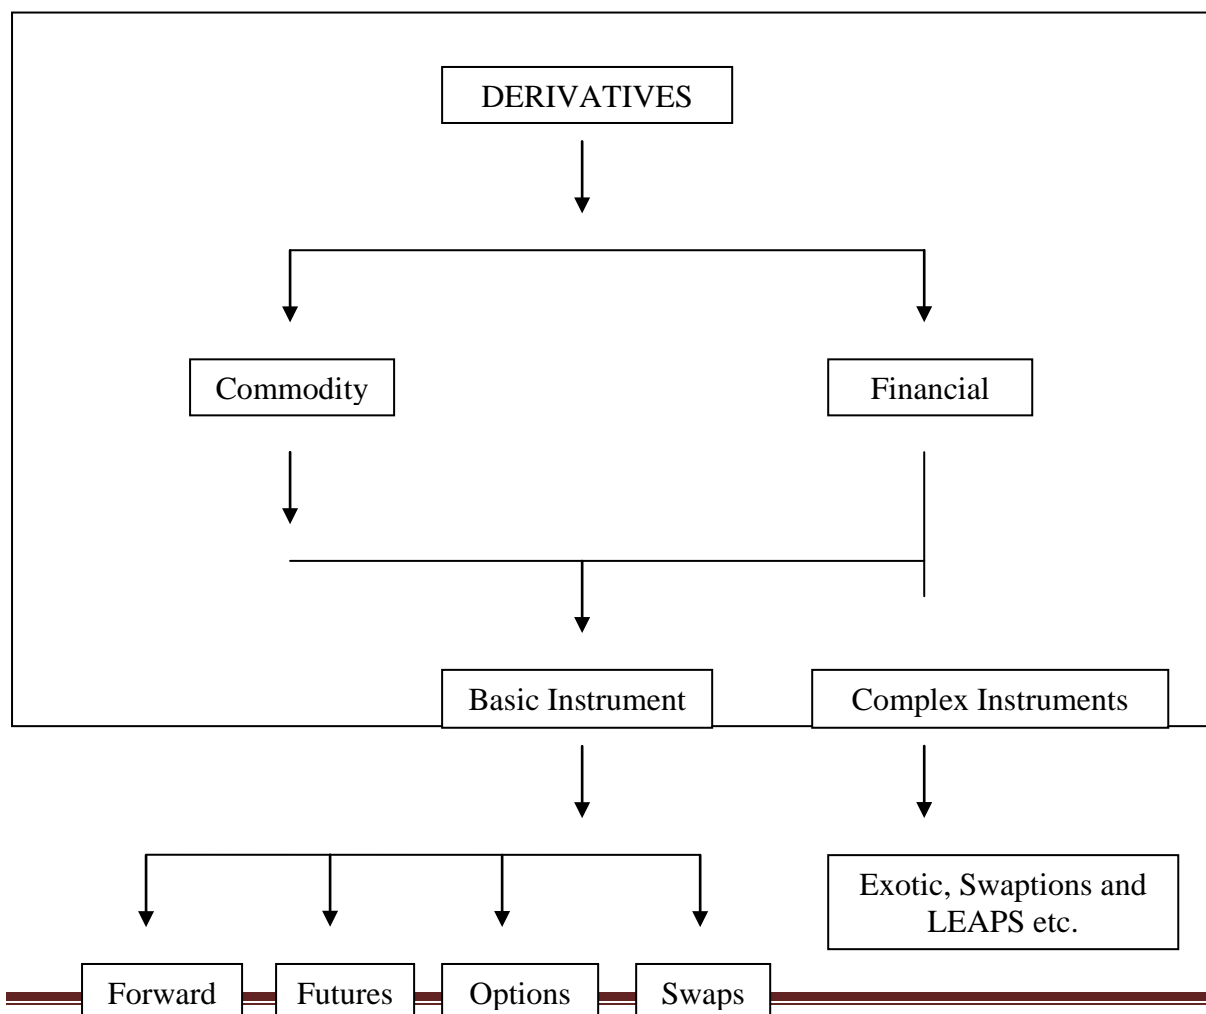 DERIVATIVES
Commodity
Financial
Basic Instrument
Complex Instruments
Exotic, Swaptions and
LEAPS etc.
Forward
Futures
Options
Swaps